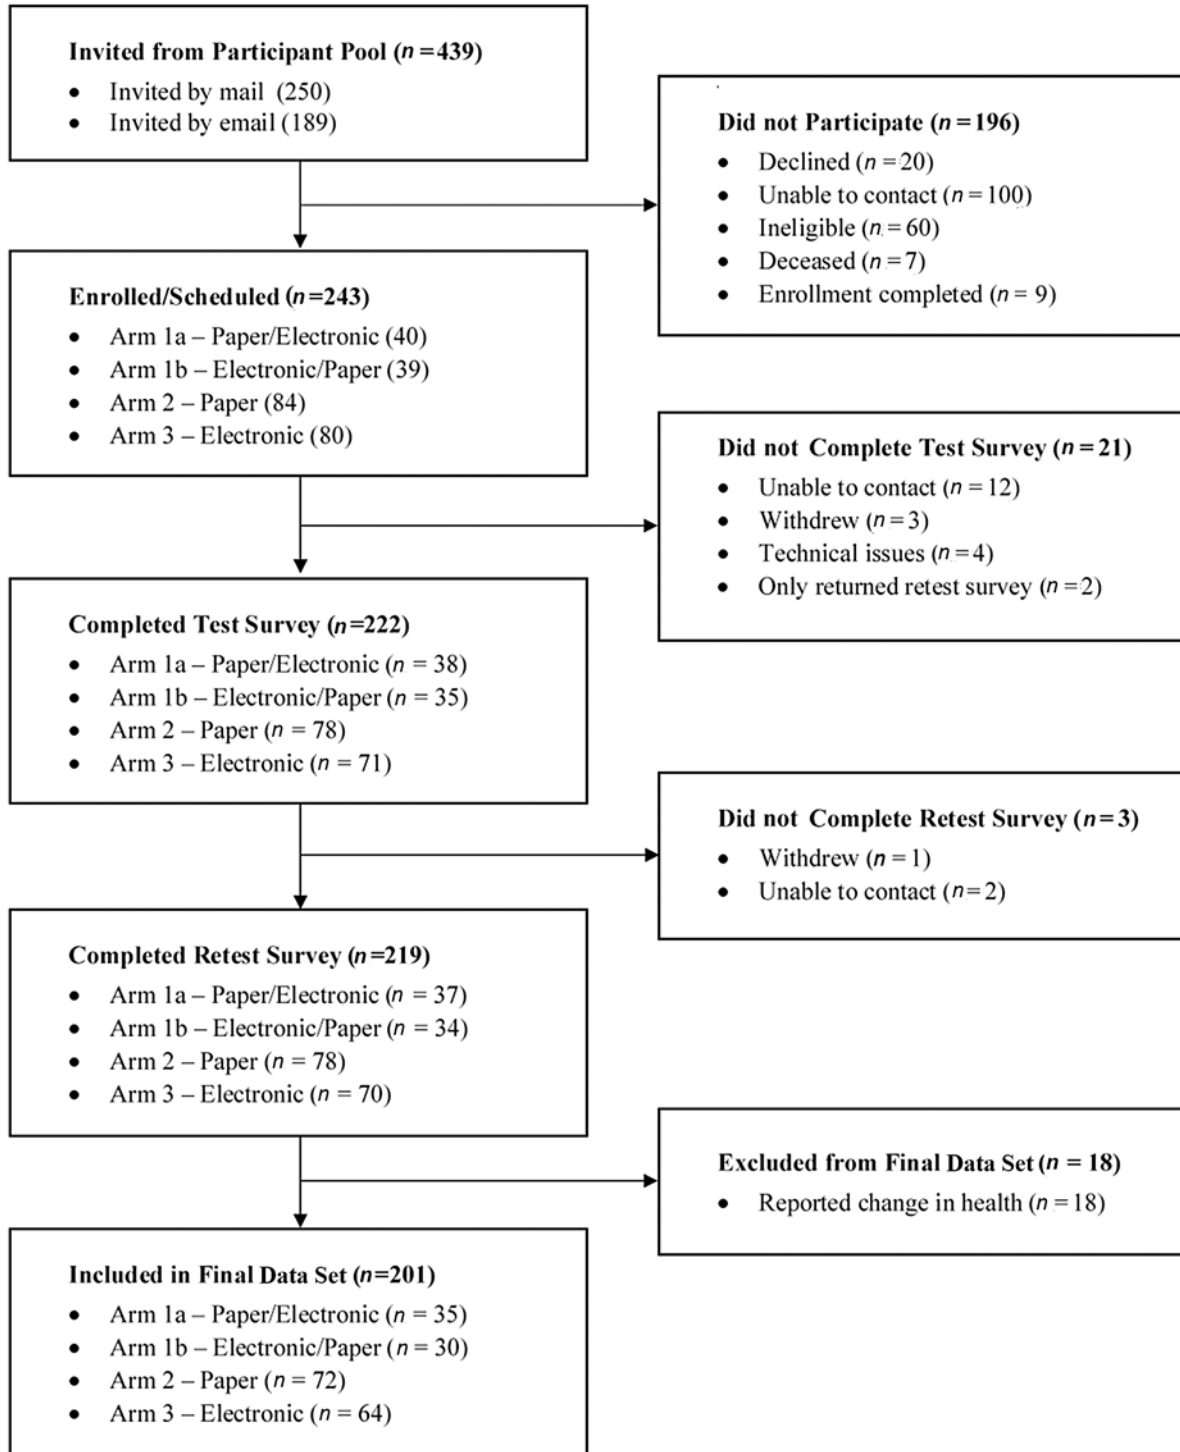 Invited from Participant Pool (n=439)
• Invited by mail (250)
• Invited by email (189)
Did not Participate (n=196)
• Declined (n=20)
• Unable to contact (n=100)
• Ineligible (n=60)
• Deceased (n=7)
• Enrollment completed (n= 9)
Enrolled/Scheduled (n=243)
• Arm 1a – Paper/Electronic (40)
• Arm 1b – Electronic/Paper (39)
• Arm 2 – Paper (84)
• Arm 3 – Electronic (80)
Did not Complete Test Survey (n=21)
• Unable to contact (n=12)
• Withdrew (n=3)
• Technical issues (n=4)
• Only returned retest survey (n=2)
Completed Test Survey (n=222)
• Arm 1a – Paper/Electronic (n = 38)
• Arm 1b – Electronic/Paper (n = 35)
• Arm 2 – Paper (n = 78)
• Arm 3 – Electronic (n = 71)
Did not Complete Retest Survey (n=3)
• Withdrew (n=1)
• Unable to contact (n=2)
Completed Retest Survey (n=219)
• Arm 1a – Paper/Electronic (n = 37)
• Arm 1b – Electronic/Paper (n = 34)
• Arm 2 – Paper (n = 78)
• Arm 3 – Electronic (n = 70)
Excluded from Final Data Set (n = 18)
• Reported change in health (n=18)
Included in Final Data Set (n=201)
• Arm 1a – Paper/Electronic (n = 35)
• Arm 1b – Electronic/Paper (n = 30)
• Arm 2 – Paper (n = 72)
• Arm 3 – Electronic (n = 64)